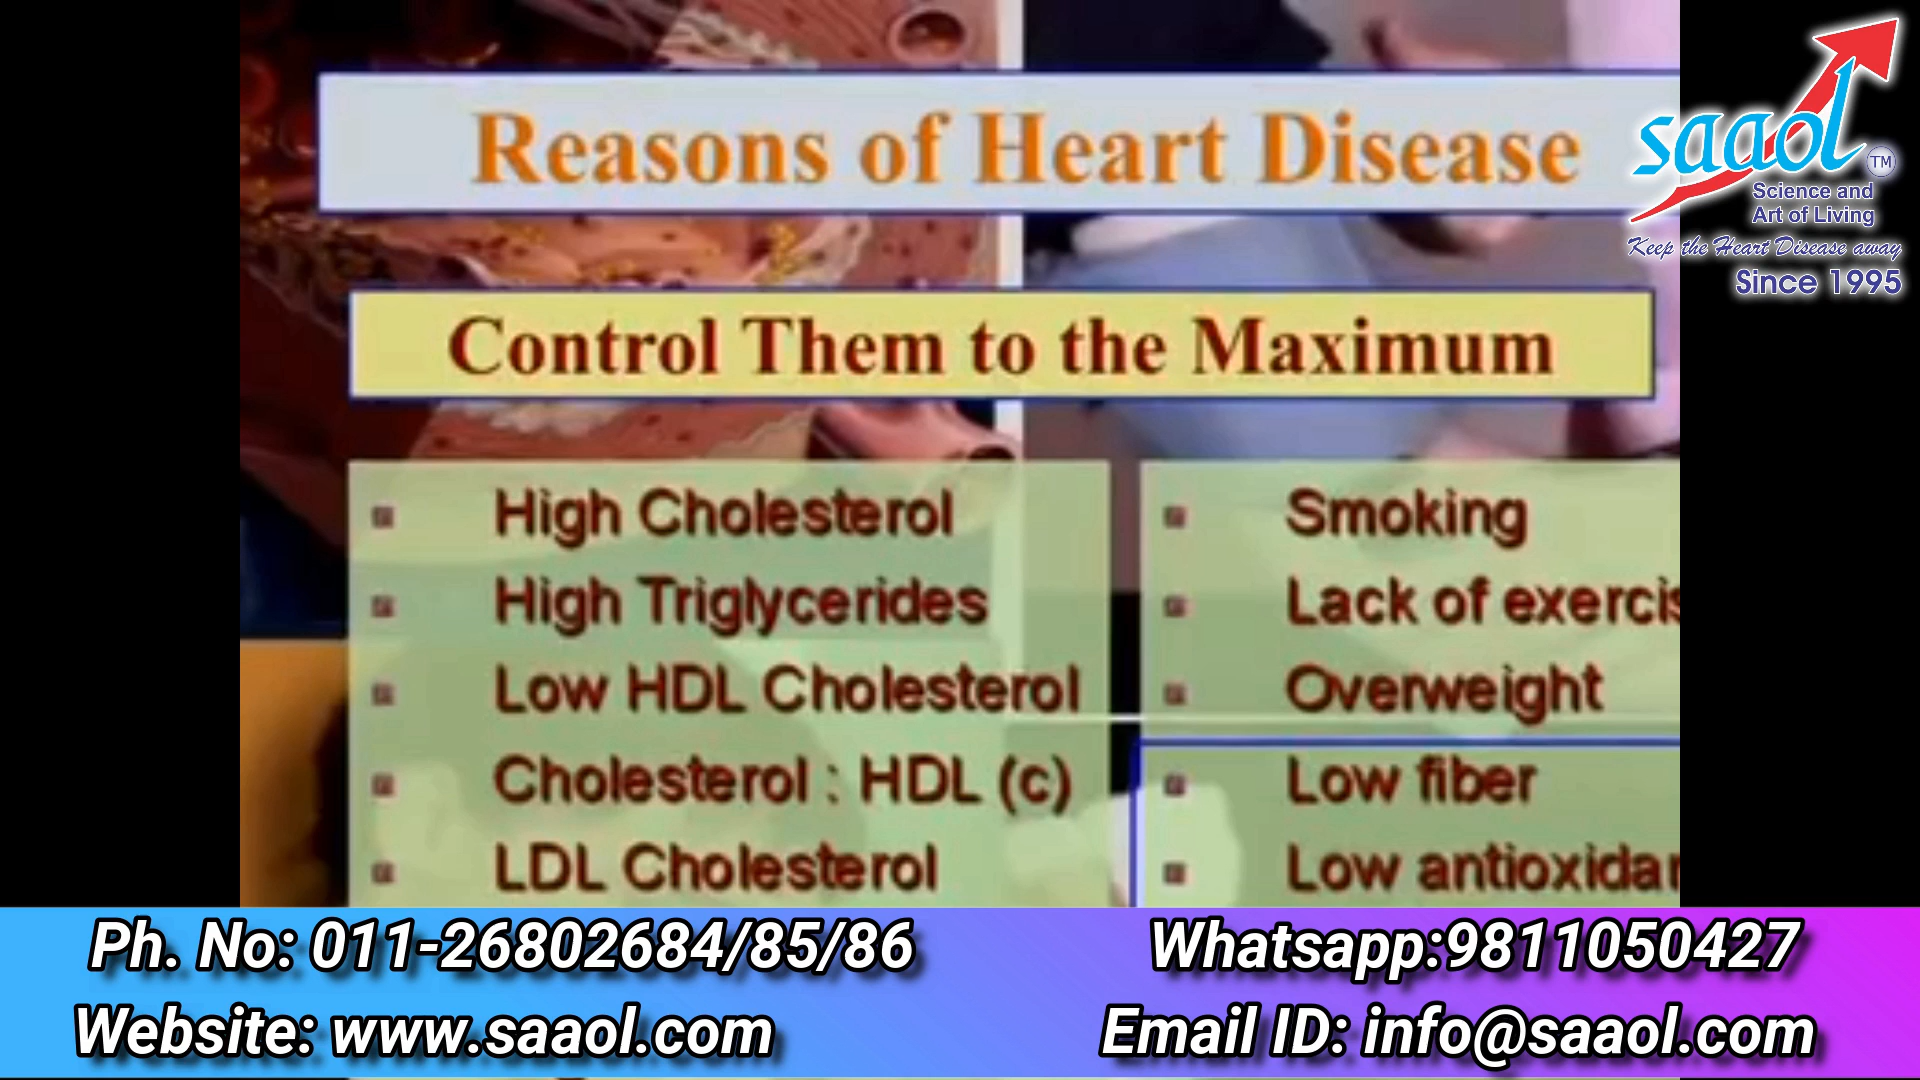 Reasons of Heart Disease
saaol TM
Science and
Art of Living
Keep the Heart Disease away
Since 1995
Control Them to the Maximum
High Cholesterol
High Triglycerides
Low HDL Cholesterol
Cholesterol : HDL (c)
LDL Cholesterol
Smoking
Lack of exercis
Overweight
Low fiber
Low antioxidan
Ph. No: 011-26802684/85/86
Whatsapp:9811050427
Website: www.saaol.com
Email ID: info@saaol.com